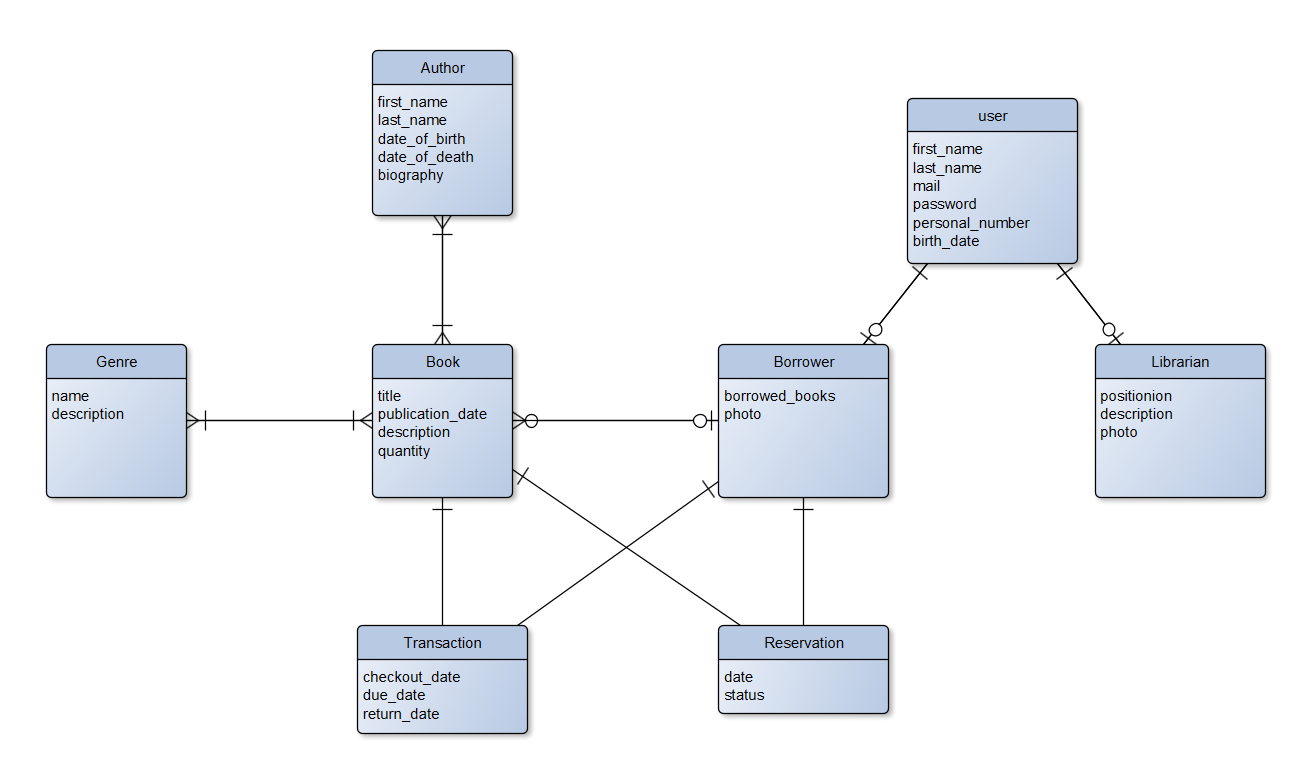 Author
first_name
last_name
date_of_birth
date_of_death
biography
user
first_name
last_name
mail
password
personal_number
birth_date
Genre
name
description
Book
title
publication_date
description
quantity
Borrower
borrowed_books
photo
Librarian
positionion
description
photo
Transaction
checkout_date
due_date
return_date
Reservation
date
status